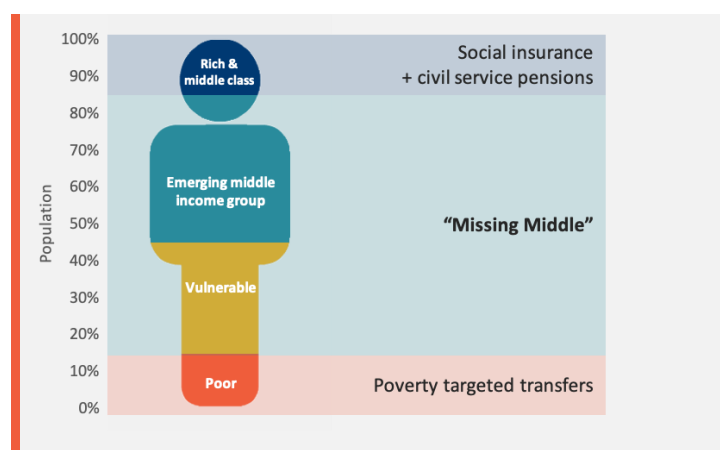 100%
90%
80%
70%
60%
50%
40%
30%
20%
10%
0%
Population
Rich &
middle class
Emerging middle
income group
Vulnerable
Poor
Social insurance
+ civil service pensions
“Missing Middle”
Poverty targeted transfers